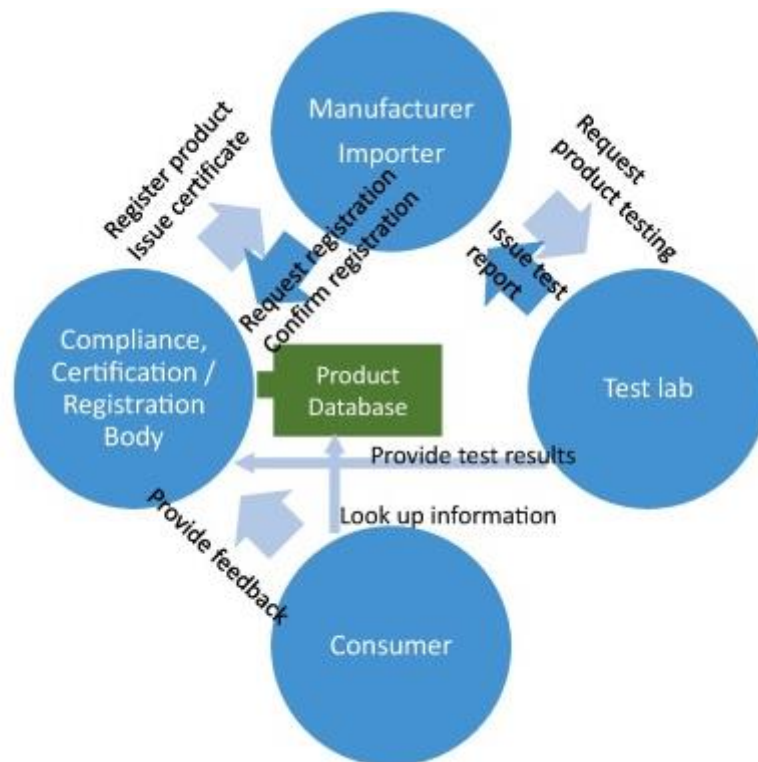 Manufacturer
Importer
Register product
Issue certificate
Request registration
Confirm registration
Request
product testing
Issue test
report
Compliance,
Certification /
Registration
Body
Product
Database
Test lab
Provide test results
Look up information
Provide feedback
Consumer